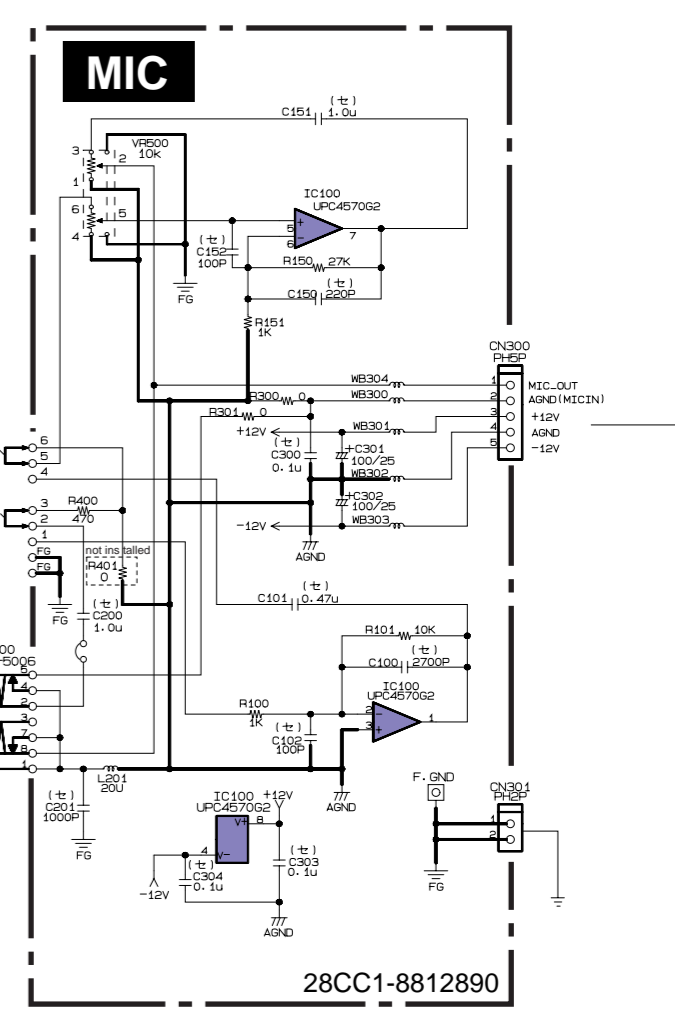 MIC
(セ)
C151 1.0u
VR500
10K
3
2
1
6
5
4
IC100
UPC4570G2
5
6
7
(セ)
C152
100P
R150 27K
(セ)
C150 220P
FG
R151
1K
CN300
PH5P
WB304
1
MIC_OUT
R300 0
WB300
2
AGND(MICIN)
R301 0
3
+12V
+12V
WB301
4
AGND
(セ)
C300
0.1u
+C301
100/25
5
-12V
WB302
+C302
100/25
-12V
WB303
AGND
6
5
4
3
R400
470
2
1
FG
FG
not installed
R401
0
FG
(セ)
C200
1.0u
(セ)
C101 0.47u
R101 10K
(セ)
C100 2700P
IC100
UPC4570G2
2
3
1
00
-5006
5
4
2
3
7
8
1
R100
1K
(セ)
C102
100P
L201
20U
(セ)
C201
1000P
FG
AGND
IC100
UPC4570G2
+12V
V+ 8
4 V-
(セ)
C303
0.1u
(セ)
C304
0.1u
-12V
AGND
F.GND
CN301
PH2P
1
2
FG
28CC1-8812890